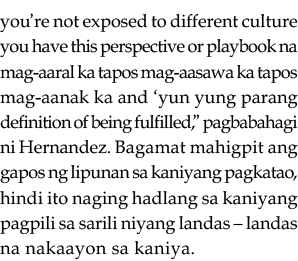 you're not exposed to different culture
you have this perspective or playbook na
mag-aaral ka tapos mag-aasawa ka tapos
mag-aanak ka and ‘yun yung parang
definition of being fulfilled,” pagbabahagi
ni Hernandez. Bagamat mahigpit ang
gapos ng lipunan sa kaniyang pagkatao,
hindi ito naging hadlang sa kaniyang
pagpili sa sarili niyang landas – landas
na nakaayon sa kaniya.